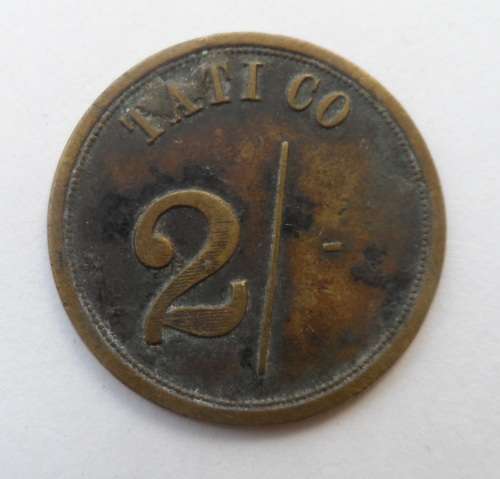 TATI CO
2/-